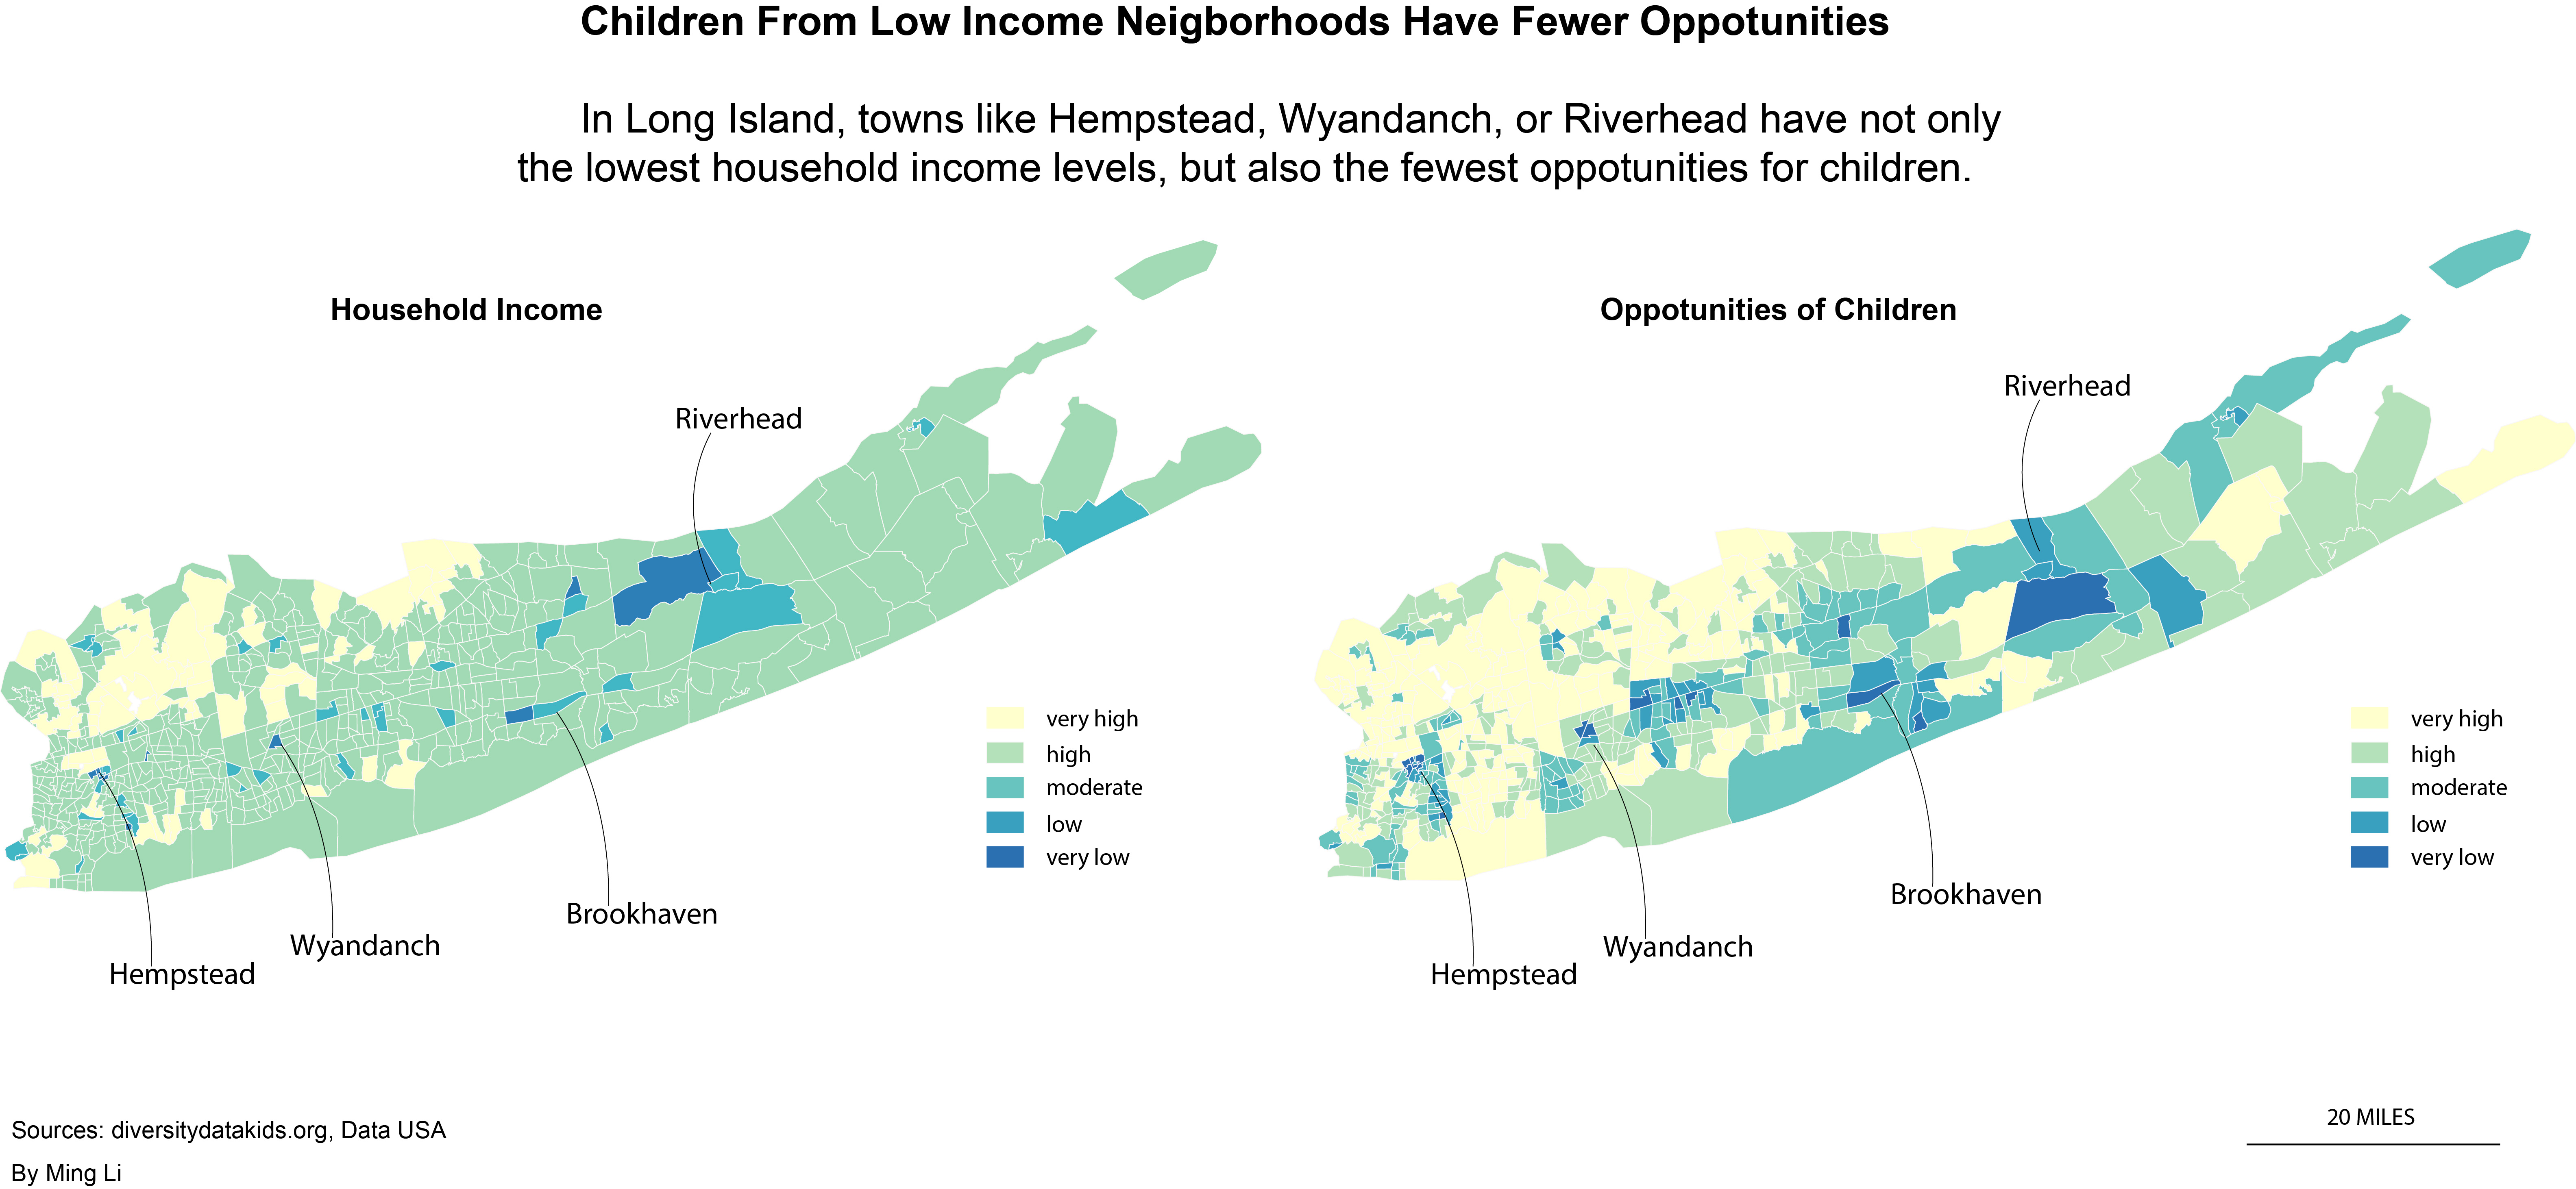 Children From Low Income Neigborhoods Have Fewer Oppotunities
In Long Island, towns like Hempstead, Wyandanch, or Riverhead have not only
the lowest household income levels, but also the fewest oppotunities for children.
Household Income
Riverhead
Brookhaven
Wyandanch
Hempstead
very high
high
moderate
low
very low
Oppotunities of Children
Riverhead
Brookhaven
Wyandanch
Hempstead
very high
high
moderate
low
very low
20 MILES
Sources: diversitydatakids.org, Data USA
By Ming Li